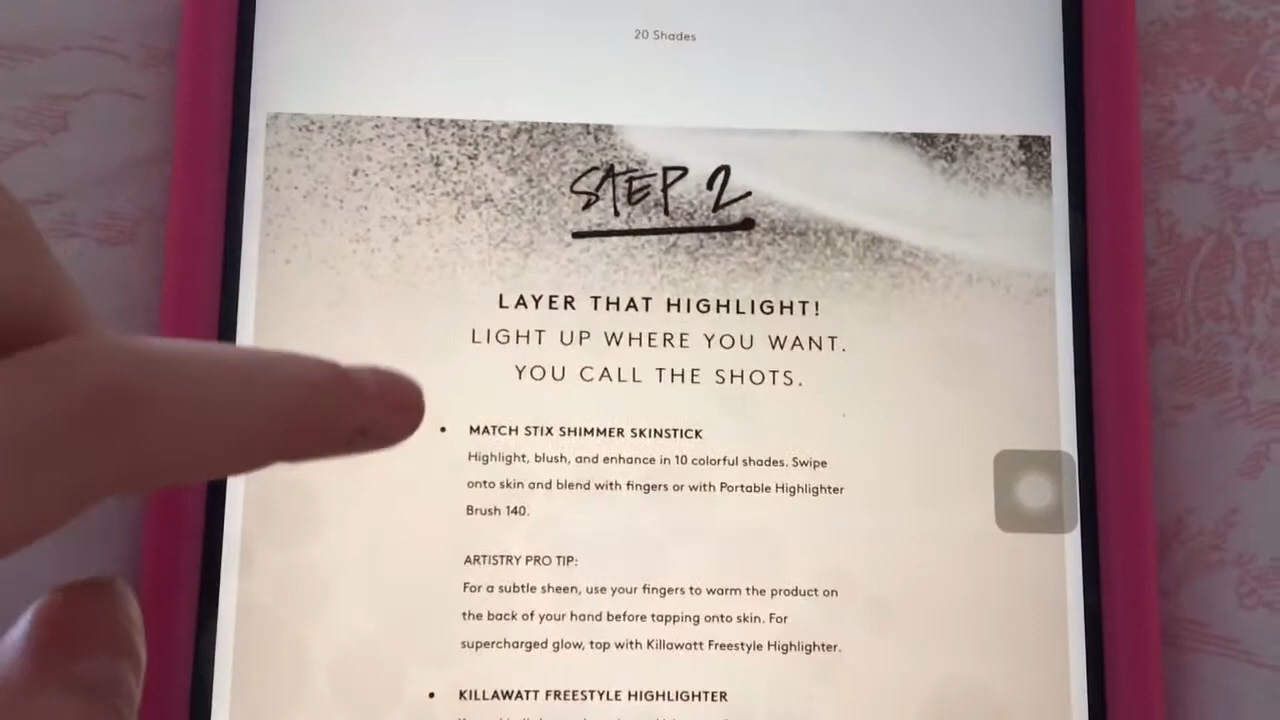 20 Shades
STEP 2
LAYER THAT HIGHLIGHT!
LIGHT UP WHERE YOU WANT.
YOU CALL THE SHOTS.
• MATCH STIX SHIMMER SKINSTICK
Highlight, blush, and enhance in 10 colorful shades. Swipe
onto skin and blend with fingers or with Portable Highlighter
Brush 140.
ARTISTRY PRO TIP:
For a subtle sheen, use your fingers to warm the product on
the back of your hand before tapping onto skin. For
supercharged glow, top with Killawatt Freestyle Highlighter.
• KILLAWATT FREESTYLE HIGHLIGHTER